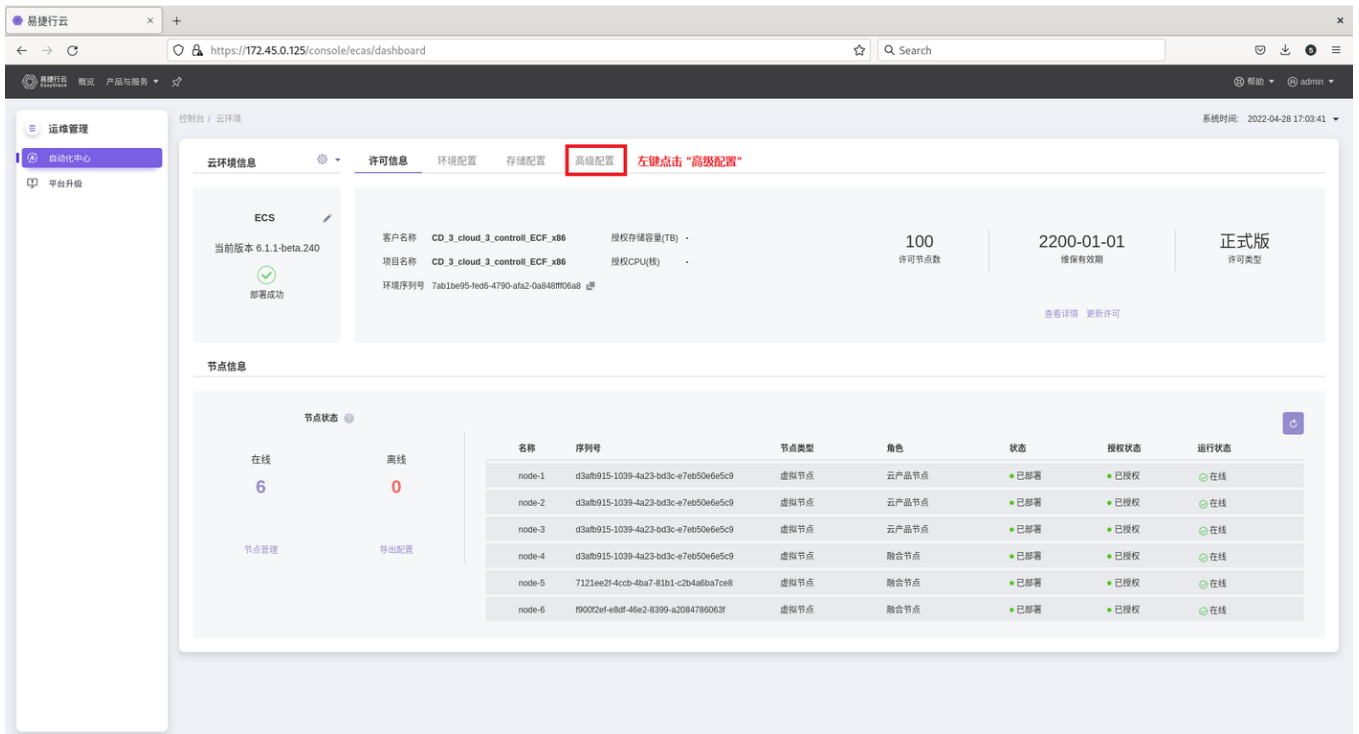 易捷行云
https://172.45.0.125/console/ecas/dashboard
Search
易捷行云 EasyStack 概览 产品与服务
帮助 admin
运维管理
自动化中心
平台升级
控制台 / 云环境
系统时间: 2022-04-28 17:03:41
云环境信息
许可信息 环境配置 存储配置 高级配置 左键点击 "高级配置"
ECS
当前版本 6.1.1-beta.240
部署成功
客户名称 CD_3_cloud_3_controll_ECF_x86 授权存储容量(TB) -
项目名称 CD_3_cloud_3_controll_ECF_x86 授权CPU(核) -
环境序列号 7ab1be95-fed6-4790-afa2-0a848fff06a8
100
许可节点数
2200-01-01
维保有效期
正式版
许可类型
查看详情 更新许可
节点信息
节点状态
在线 离线
6 0
节点管理 导出配置
名称 序列号 节点类型 角色 状态 授权状态 运行状态
node-1 d3afb915-1039-4a23-bd3c-e7eb50e6e5c9 虚拟节点 云产品节点 已部署 已授权 在线
node-2 d3afb915-1039-4a23-bd3c-e7eb50e6e5c9 虚拟节点 云产品节点 已部署 已授权 在线
node-3 d3afb915-1039-4a23-bd3c-e7eb50e6e5c9 虚拟节点 云产品节点 已部署 已授权 在线
node-4 d3afb915-1039-4a23-bd3c-e7eb50e6e5c9 虚拟节点 融合节点 已部署 已授权 在线
node-5 7121ee2f-4ccb-4ba7-81b1-c2b4a6ba7ce8 虚拟节点 融合节点 已部署 已授权 在线
node-6 f900f2ef-e8df-46e2-8399-a2084786063f 虚拟节点 融合节点 已部署 已授权 在线